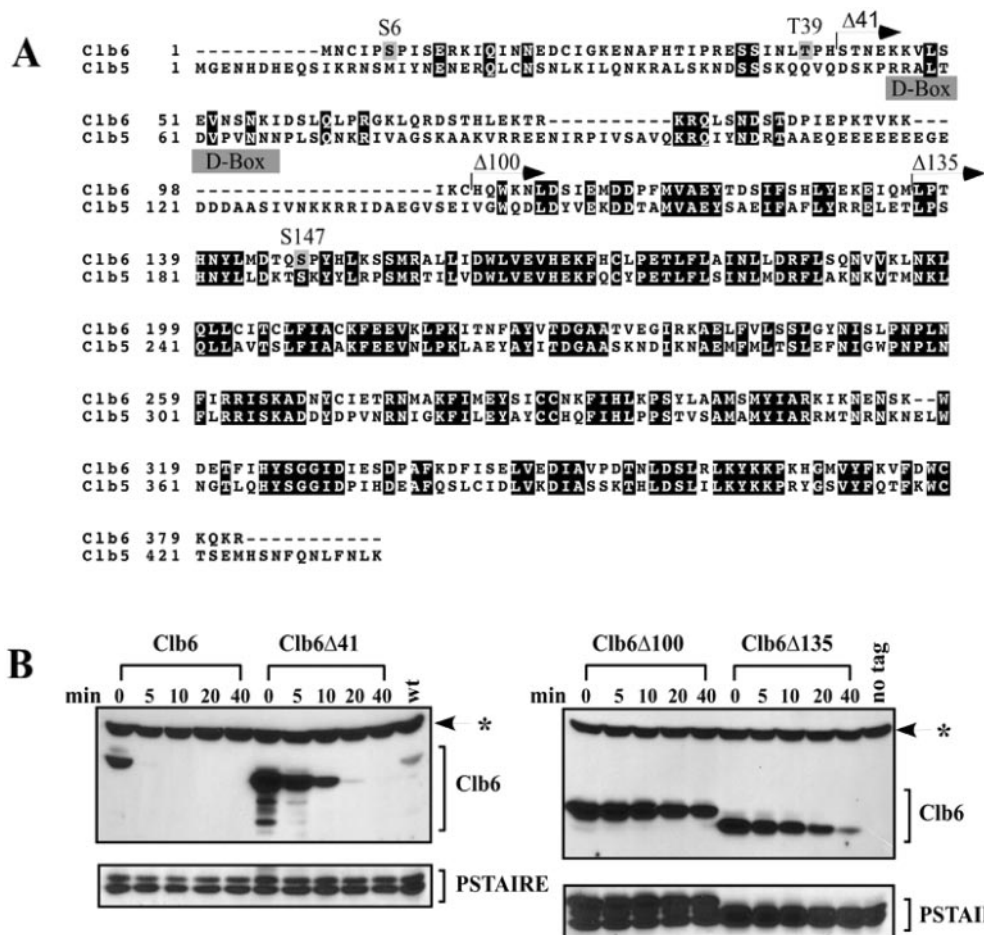 A
S6 T39 Δ41
Clb6 1 ----------MNCIPSPISERKIQINNEDCIGKENAFHTIPRESSINLTPHSTNEKKVLS
Clb5 1 MGENHDHEQSIKRNSMIYNENERQLCNSNLKILQNKRALSKNDSSSKQQVQDSKPRRALT
D-Box
Clb6 51 EVNSNKIDSLQLPRGKLQRDSTHLEKTR----------KRQLSNDSTDPIEPKTVKK---
Clb5 61 DVPVNNNPLSQNKRIVAGSKAAKVRREENIRPIVSAVQKRQIYNDRTAAEQEEEEEEEGE
D-Box Δ100 Δ135
Clb6 98 -------------------IKCHQWKNLDSIEMDDPFMVAEYTDSIFSHLYEKEIQMLPT
Clb5 121 DDDAASIVNKKRRIDAEGVSEIVGWQDLDYVEKDDTAMVAEYSAEIFAFLYRRELETLPS
S147
Clb6 139 HNYLMDTQSPYHLKSSMRALLIDWLVEVHEKFHCLPETLFLAINLLDRFLSQNVVKLNKL
Clb5 181 HNYLLDKTSKYYLRPSMRTILVDWLVEVHEKFQCYPETLFLSINLMDRFLAKNKVTMNKL
Clb6 199 QLLCITCLFIACKFEEVKLPKITNFAYVTDGAATVEGIRKAELFVLSSLGYNISLPNPLN
Clb5 241 QLLAVTSLFIAAKFEEVNLPKLAEYAYITDGAASKNDIKNAEMFMLTSLEFNIGWPNPLN
Clb6 259 FIRRISKADNYCIETRNMAKFIMEYSICCNKFIHLKPSYLAAMSMYIARKIKNENSK--W
Clb5 301 FLRRISKADDYDPVNRNIGKFILEYAYCCHQFIHLPPSTVSAMAMYIARRMTNRNKNELW
Clb6 319 DETFIHYSGGIDIESDPAFKDFISELVEDIAVPDTNLDSLRLKYKKPKHGMVYFKVFDWC
Clb5 361 NGTLQHYSGGIDPIHDEAFQSLCIDLVKDIASSKTHLDSLILKYKKPRYGSVYFQTFKWC
Clb6 379 KQKR-----------
Clb5 421 TSEMHSNFQNLFNLK
B
Clb6 Clb6Δ41
min 0 5 10 20 40 0 5 10 20 40 wt
*
Clb6
PSTAIRE
Clb6Δ100 Clb6Δ135
min 0 5 10 20 40 0 5 10 20 40 no tag
*
Clb6
PSTAI